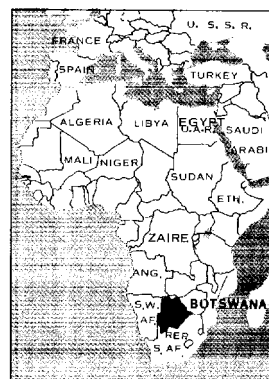 U. S. S. R.
FRANCE
SPAIN
TURKEY
ALGERIA
LIBYA
EGYPT
U.A.R.
SAUDI
ARABI
MALI
NIGER
SUDAN
ETH.
ZAIRE
ANG.
S.W.
AF.
BOTSWANA
REP.
S. AF.